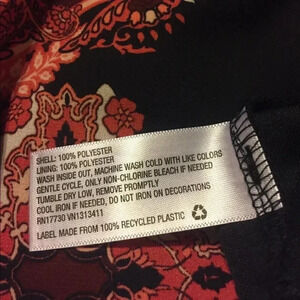 SHELL: 100% POLYESTER
LINING: 100% POLYESTER
WASH INSIDE OUT, MACHINE WASH COLD WITH LIKE COLORS
GENTLE CYCLE, ONLY NON-CHLORINE BLEACH IF NEEDED
TUMBLE DRY LOW, REMOVE PROMPTLY
COOL IRON IF NEEDED, DO NOT IRON ON DECORATIONS
RN17730 VN1313411
LABEL MADE FROM 100% RECYCLED PLASTIC